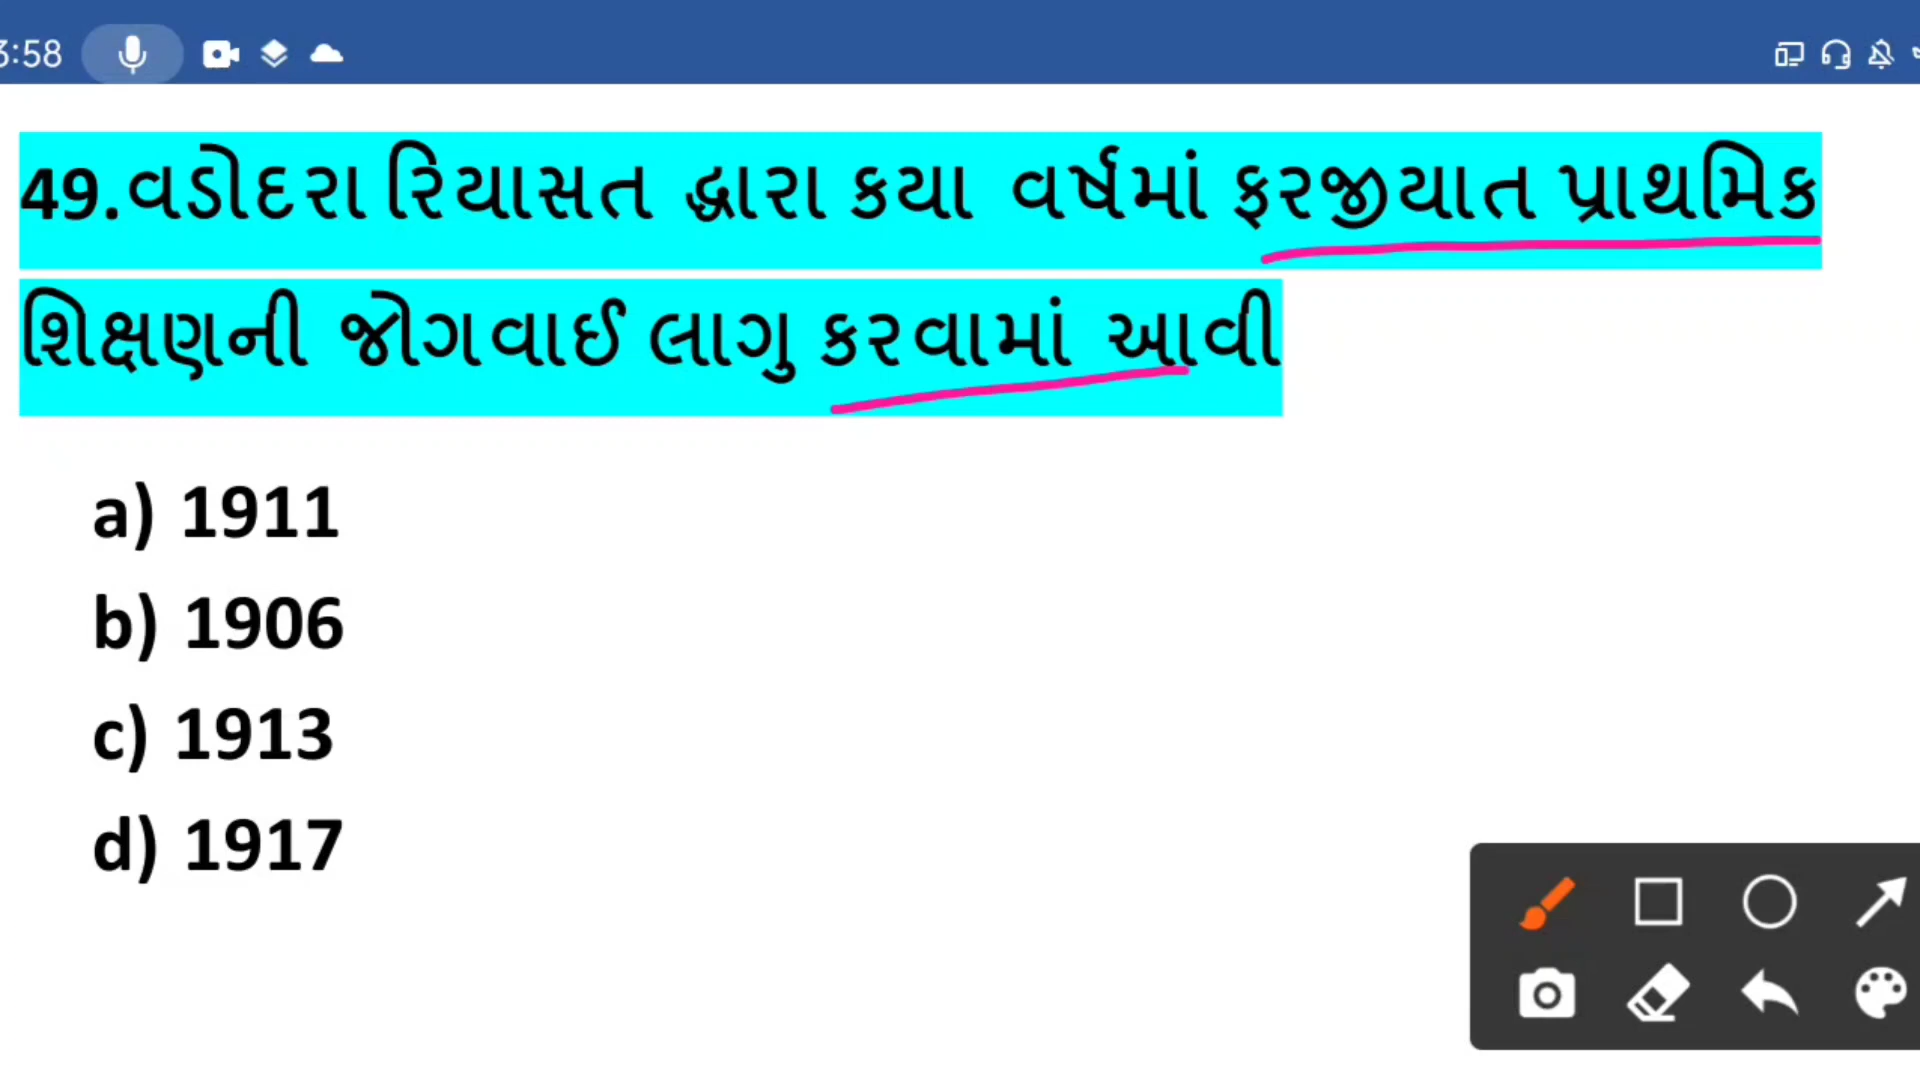 3:58
49.વડોદરા રિયાસત દ્વારા કયા વર્ષમાં ફરજીયાત પ્રાથમિક
શિક્ષણની જોગવાઈ લાગુ કરવામાં આવી
a) 1911
b) 1906
c) 1913
d) 1917